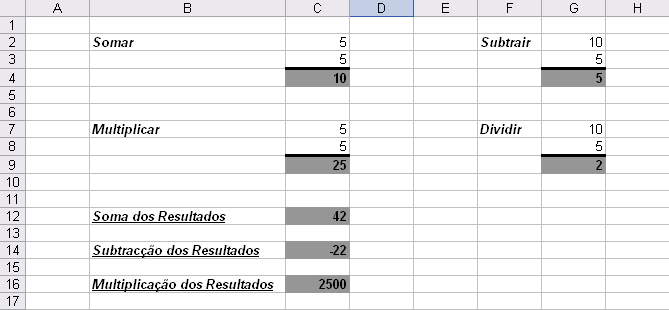 A B C D E F G H
1
2 Somar 5 Subtrair 10
3 5 5
4 10 5
5
6
7 Multiplicar 5 Dividir 10
8 5 5
9 25 2
10
11
12 Soma dos Resultados 42
13
14 Subtracção dos Resultados -22
15
16 Multiplicação dos Resultados 2500
17